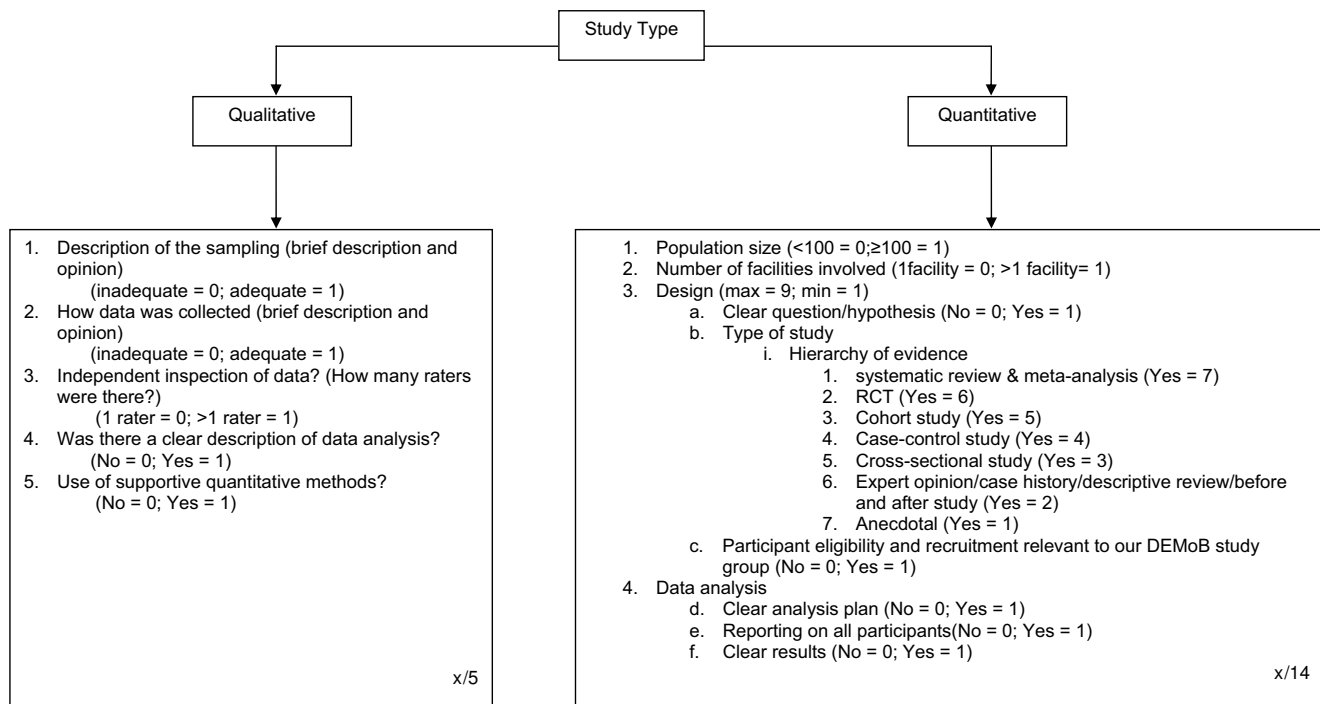 Study Type
Qualitative
Quantitative
1. Description of the sampling (brief description and
opinion)
(inadequate = 0; adequate = 1)
2. How data was collected (brief description and
opinion)
(inadequate = 0; adequate = 1)
3. Independent inspection of data? (How many raters
were there?)
(1 rater = 0; >1 rater = 1)
4. Was there a clear description of data analysis?
(No = 0; Yes = 1)
5. Use of supportive quantitative methods?
(No = 0; Yes = 1)
x/5
1. Population size (<100 = 0;≥100 = 1)
2. Number of facilities involved (1facility = 0; >1 facility= 1)
3. Design (max = 9; min = 1)
a. Clear question/hypothesis (No = 0; Yes = 1)
b. Type of study
i. Hierarchy of evidence
1. systematic review & meta-analysis (Yes = 7)
2. RCT (Yes = 6)
3. Cohort study (Yes = 5)
4. Case-control study (Yes = 4)
5. Cross-sectional study (Yes = 3)
6. Expert opinion/case history/descriptive review/before
and after study (Yes = 2)
7. Anecdotal (Yes = 1)
c. Participant eligibility and recruitment relevant to our DEMoB study
group (No = 0; Yes = 1)
4. Data analysis
d. Clear analysis plan (No = 0; Yes = 1)
e. Reporting on all participants(No = 0; Yes = 1)
f. Clear results (No = 0; Yes = 1)
x/14